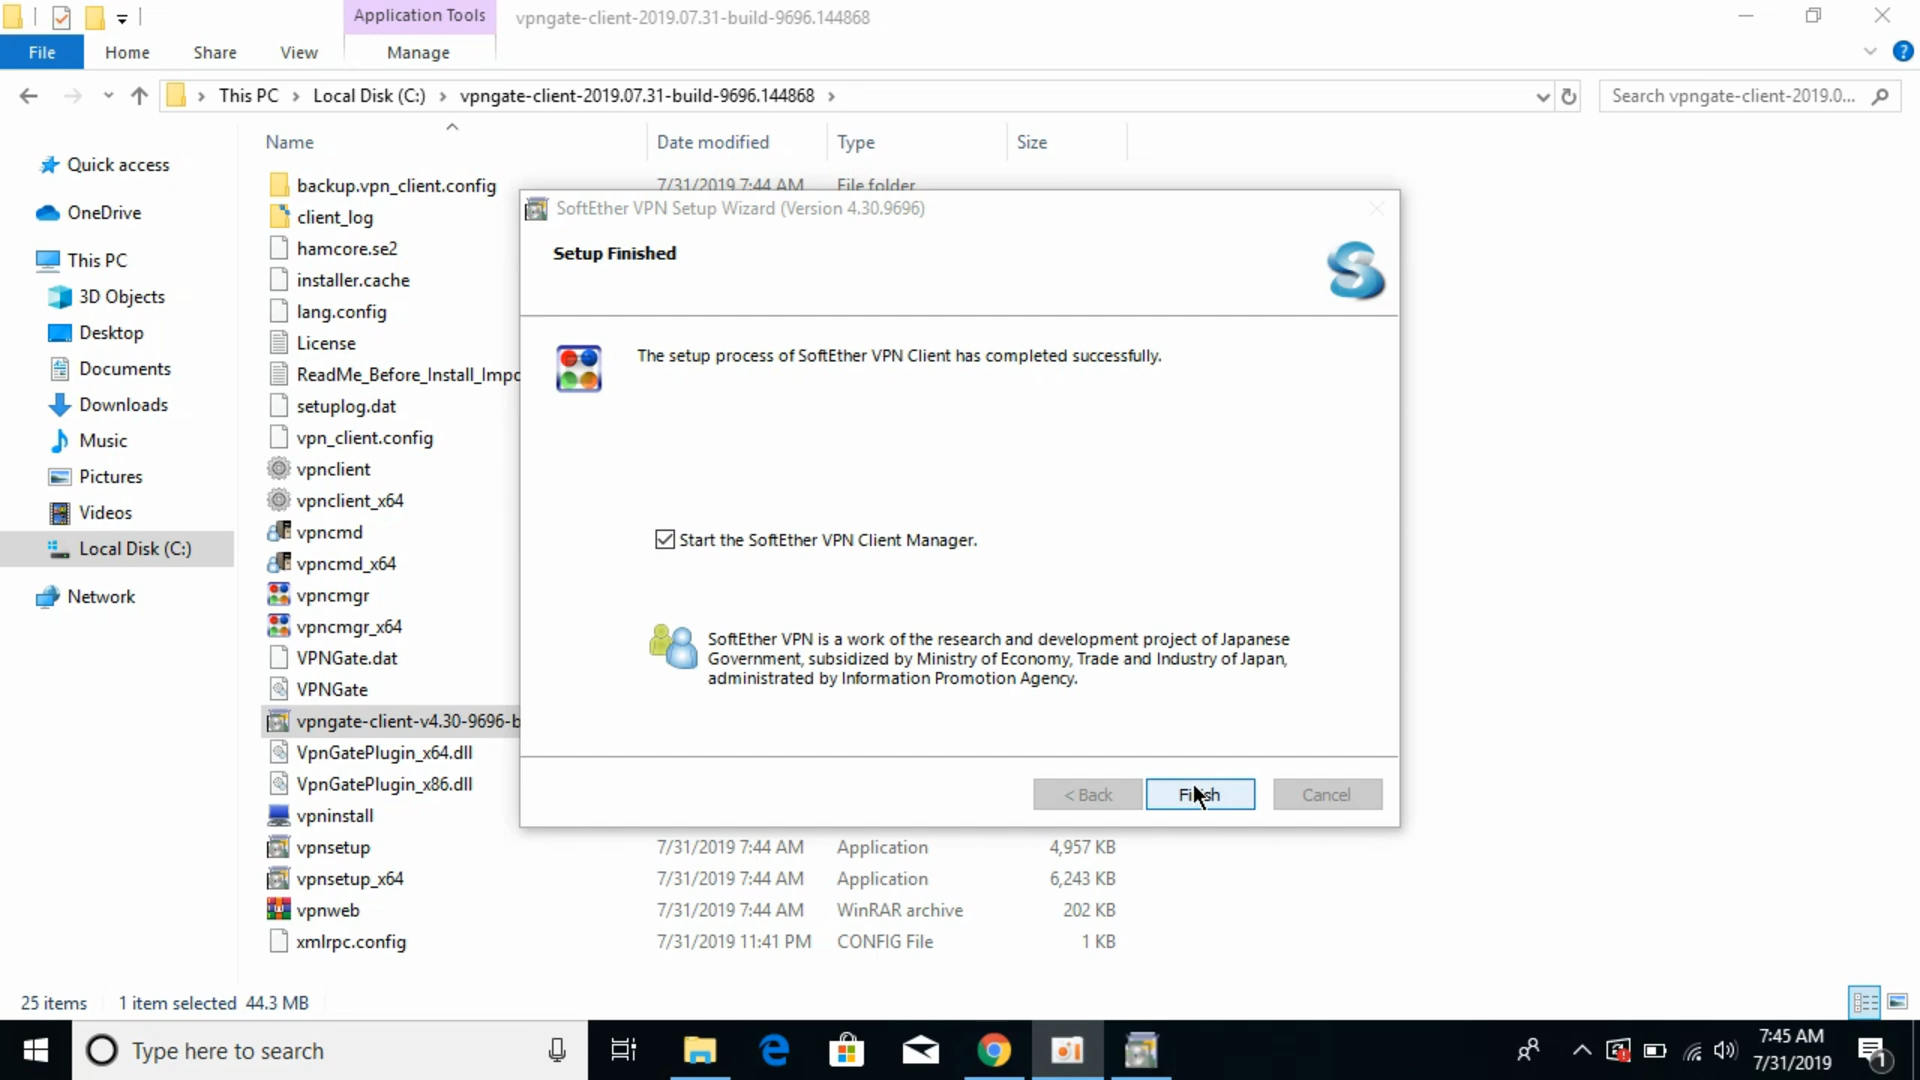 Application Tools
vpngate-client-2019.07.31-build-9696.144868
File
Home
Share
View
Manage
This PC
Local Disk (C:)
vpngate-client-2019.07.31-build-9696.144868
Search vpngate-client-2019.0...
Name
Date modified
Type
Size
Quick access
OneDrive
This PC
3D Objects
Desktop
Documents
Downloads
Music
Pictures
Videos
Local Disk (C:)
Network
backup.vpn_client.config 7/31/2019 7:44 AM File folder
client_log
hamcore.se2
installer.cache
lang.config
License
ReadMe_Before_Install_Impo
setuplog.dat
vpn_client.config
vpnclient
vpnclient_x64
vpncmd
vpncmd_x64
vpncmgr
vpncmgr_x64
VPNGate.dat
VPNGate
vpngate-client-v4.30-9696-b
VpnGatePlugin_x64.dll
VpnGatePlugin_x86.dll
vpninstall
vpnsetup 7/31/2019 7:44 AM Application 4,957 KB
vpnsetup_x64 7/31/2019 7:44 AM Application 6,243 KB
vpnweb 7/31/2019 7:44 AM WinRAR archive 202 KB
xmlrpc.config 7/31/2019 11:41 PM CONFIG File 1 KB
SoftEther VPN Setup Wizard (Version 4.30.9696)
Setup Finished
The setup process of SoftEther VPN Client has completed successfully.
Start the SoftEther VPN Client Manager.
SoftEther VPN is a work of the research and development project of Japanese
Government, subsidized by Ministry of Economy, Trade and Industry of Japan,
administrated by Information Promotion Agency.
< Back
Finish
Cancel
25 items
1 item selected 44.3 MB
Type here to search
7:45 AM
7/31/2019
1